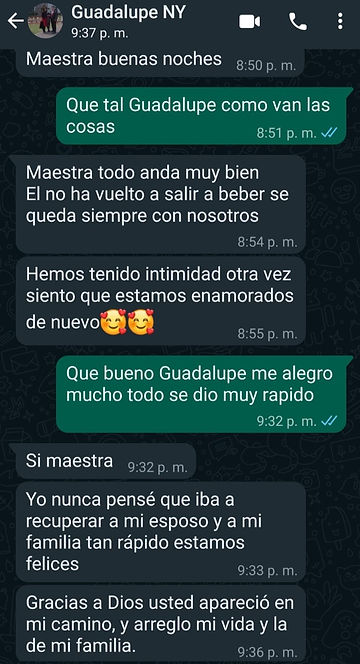 Guadalupe NY
9:37 p. m.
Maestra buenas noches 8:50 p. m.
Que tal Guadalupe como van las
cosas
8:51 p. m.
Maestra todo anda muy bien
El no ha vuelto a salir a beber se
queda siempre con nosotros
8:54 p. m.
Hemos tenido intimidad otra vez
siento que estamos enamorados
de nuevo🥰🥰
8:55 p. m.
Que bueno Guadalupe me alegro
mucho todo se dio muy rapido
9:32 p. m.
Si maestra 9:32 p. m.
Yo nunca pensé que iba a
recuperar a mi esposo y a mi
familia tan rápido estamos
felices
9:33 p. m.
Gracias a Dios usted apareció en
mi camino, y arreglo mi vida y la
de mi familia.
9:36 p. m.